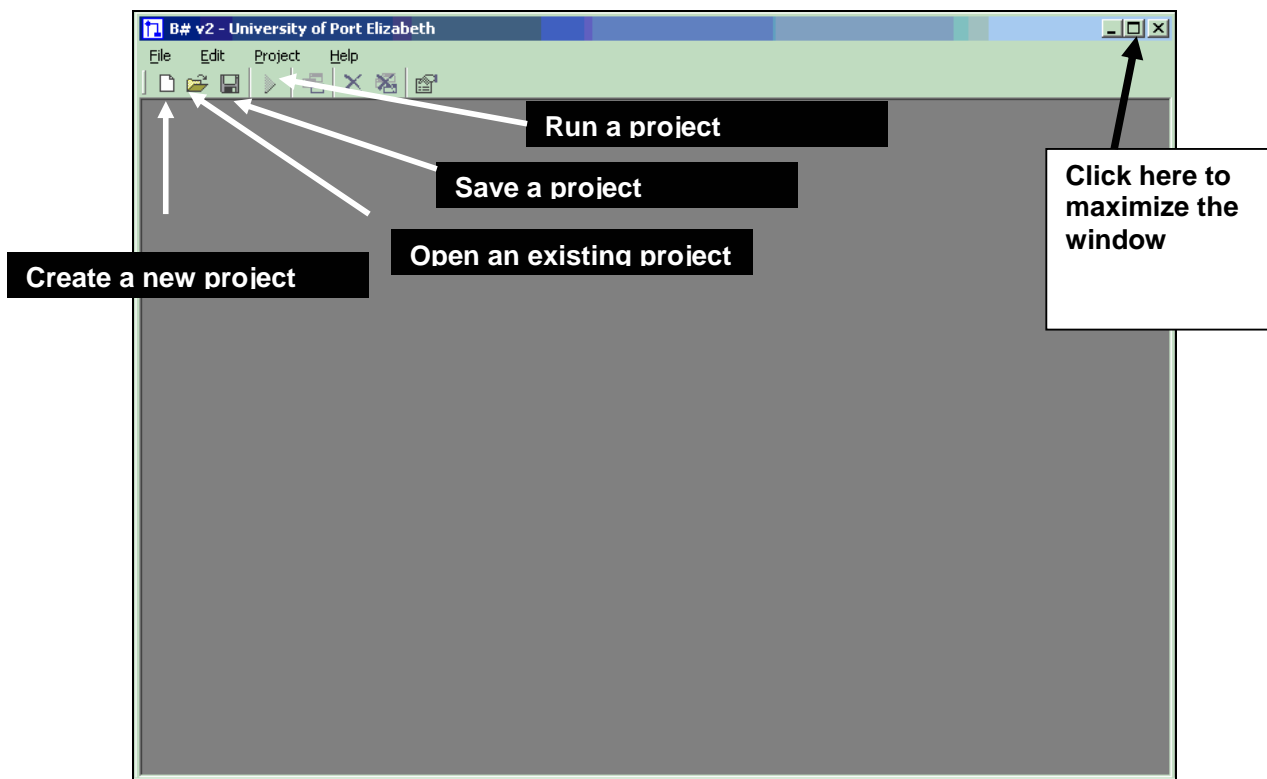 B# v2 - University of Port Elizabeth
File Edit Project Help
Run a project
Save a project
Click here to
maximize the
window
Open an existing project
Create a new project